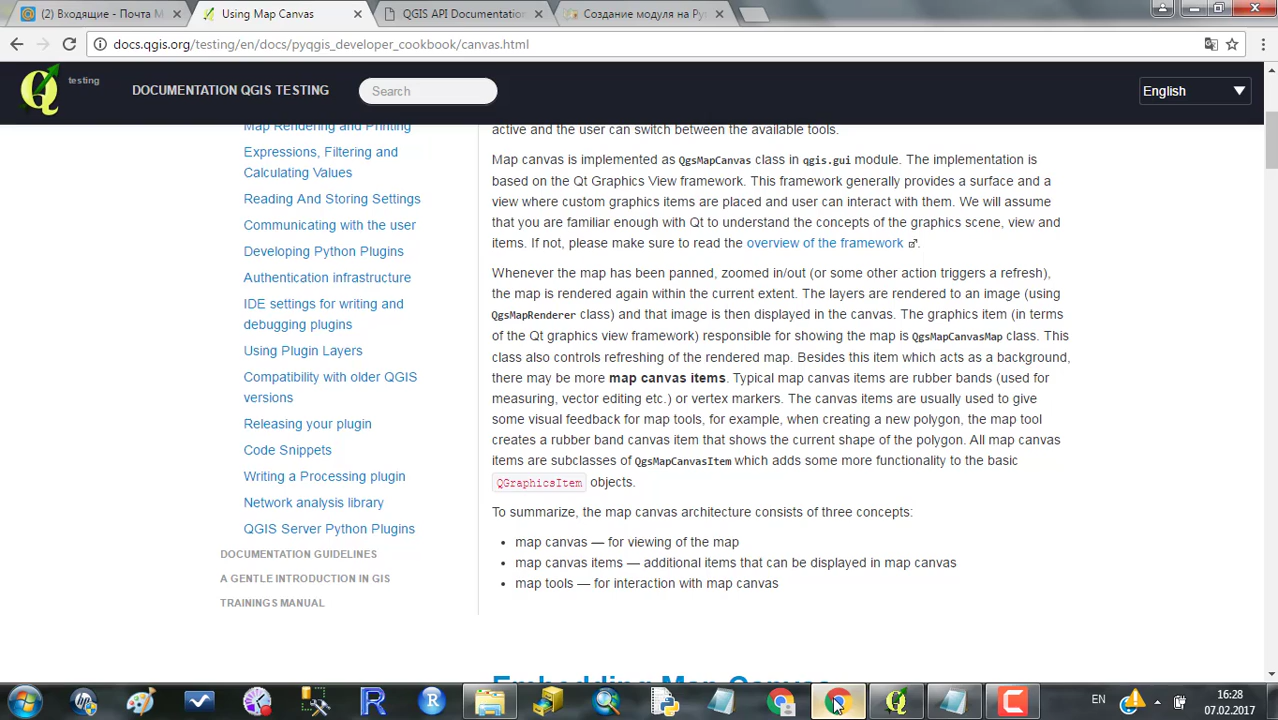 (2) Входящие - Почта M
Using Map Canvas
QGIS API Documentation
Создание модуля на Pyt
docs.qgis.org/testing/en/docs/pyqgis_developer_cookbook/canvas.html
testing
DOCUMENTATION QGIS TESTING
Search
English
Map Rendering and Printing
Expressions, Filtering and
Calculating Values
Reading And Storing Settings
Communicating with the user
Developing Python Plugins
Authentication infrastructure
IDE settings for writing and
debugging plugins
Using Plugin Layers
Compatibility with older QGIS
versions
Releasing your plugin
Code Snippets
Writing a Processing plugin
Network analysis library
QGIS Server Python Plugins
DOCUMENTATION GUIDELINES
A GENTLE INTRODUCTION IN GIS
TRAININGS MANUAL
active and the user can switch between the available tools.
Map canvas is implemented as QgsMapCanvas class in qgis.gui module. The implementation is
based on the Qt Graphics View framework. This framework generally provides a surface and a
view where custom graphics items are placed and user can interact with them. We will assume
that you are familiar enough with Qt to understand the concepts of the graphics scene, view and
items. If not, please make sure to read the overview of the framework.
Whenever the map has been panned, zoomed in/out (or some other action triggers a refresh),
the map is rendered again within the current extent. The layers are rendered to an image (using
QgsMapRenderer class) and that image is then displayed in the canvas. The graphics item (in terms
of the Qt graphics view framework) responsible for showing the map is QgsMapCanvasMap class. This
class also controls refreshing of the rendered map. Besides this item which acts as a background,
there may be more map canvas items. Typical map canvas items are rubber bands (used for
measuring, vector editing etc.) or vertex markers. The canvas items are usually used to give
some visual feedback for map tools, for example, when creating a new polygon, the map tool
creates a rubber band canvas item that shows the current shape of the polygon. All map canvas
items are subclasses of QgsMapCanvasItem which adds some more functionality to the basic
QGraphicsItem objects.
To summarize, the map canvas architecture consists of three concepts:
• map canvas — for viewing of the map
• map canvas items — additional items that can be displayed in map canvas
• map tools — for interaction with map canvas
Embedding Map Canvas
EN
16:28
07.02.2017